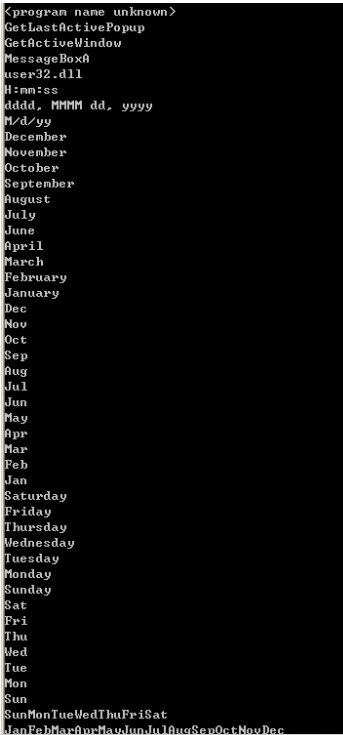 <program name unknown>
GetLastActivePopup
GetActiveWindow
MessageBoxA
user32.dll
H:mm:ss
dddd, MMMM dd, yyyy
M/d/yy
December
November
October
September
August
July
June
April
March
February
January
Dec
Nov
Oct
Sep
Aug
Jul
Jun
May
Apr
Mar
Feb
Jan
Saturday
Friday
Thursday
Wednesday
Tuesday
Monday
Sunday
Sat
Fri
Thu
Wed
Tue
Mon
Sun
SunMonTueWedThuFriSat
JanFebMarAprMayJunJulAugSepOctNovDec